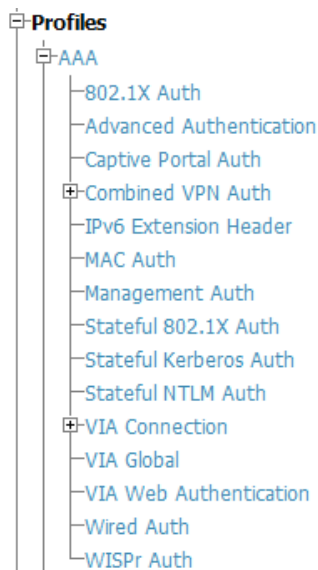 Profiles
AAA
802.1X Auth
Advanced Authentication
Captive Portal Auth
Combined VPN Auth
IPv6 Extension Header
MAC Auth
Management Auth
Stateful 802.1X Auth
Stateful Kerberos Auth
Stateful NTLM Auth
VIA Connection
VIA Global
VIA Web Authentication
Wired Auth
WISPr Auth